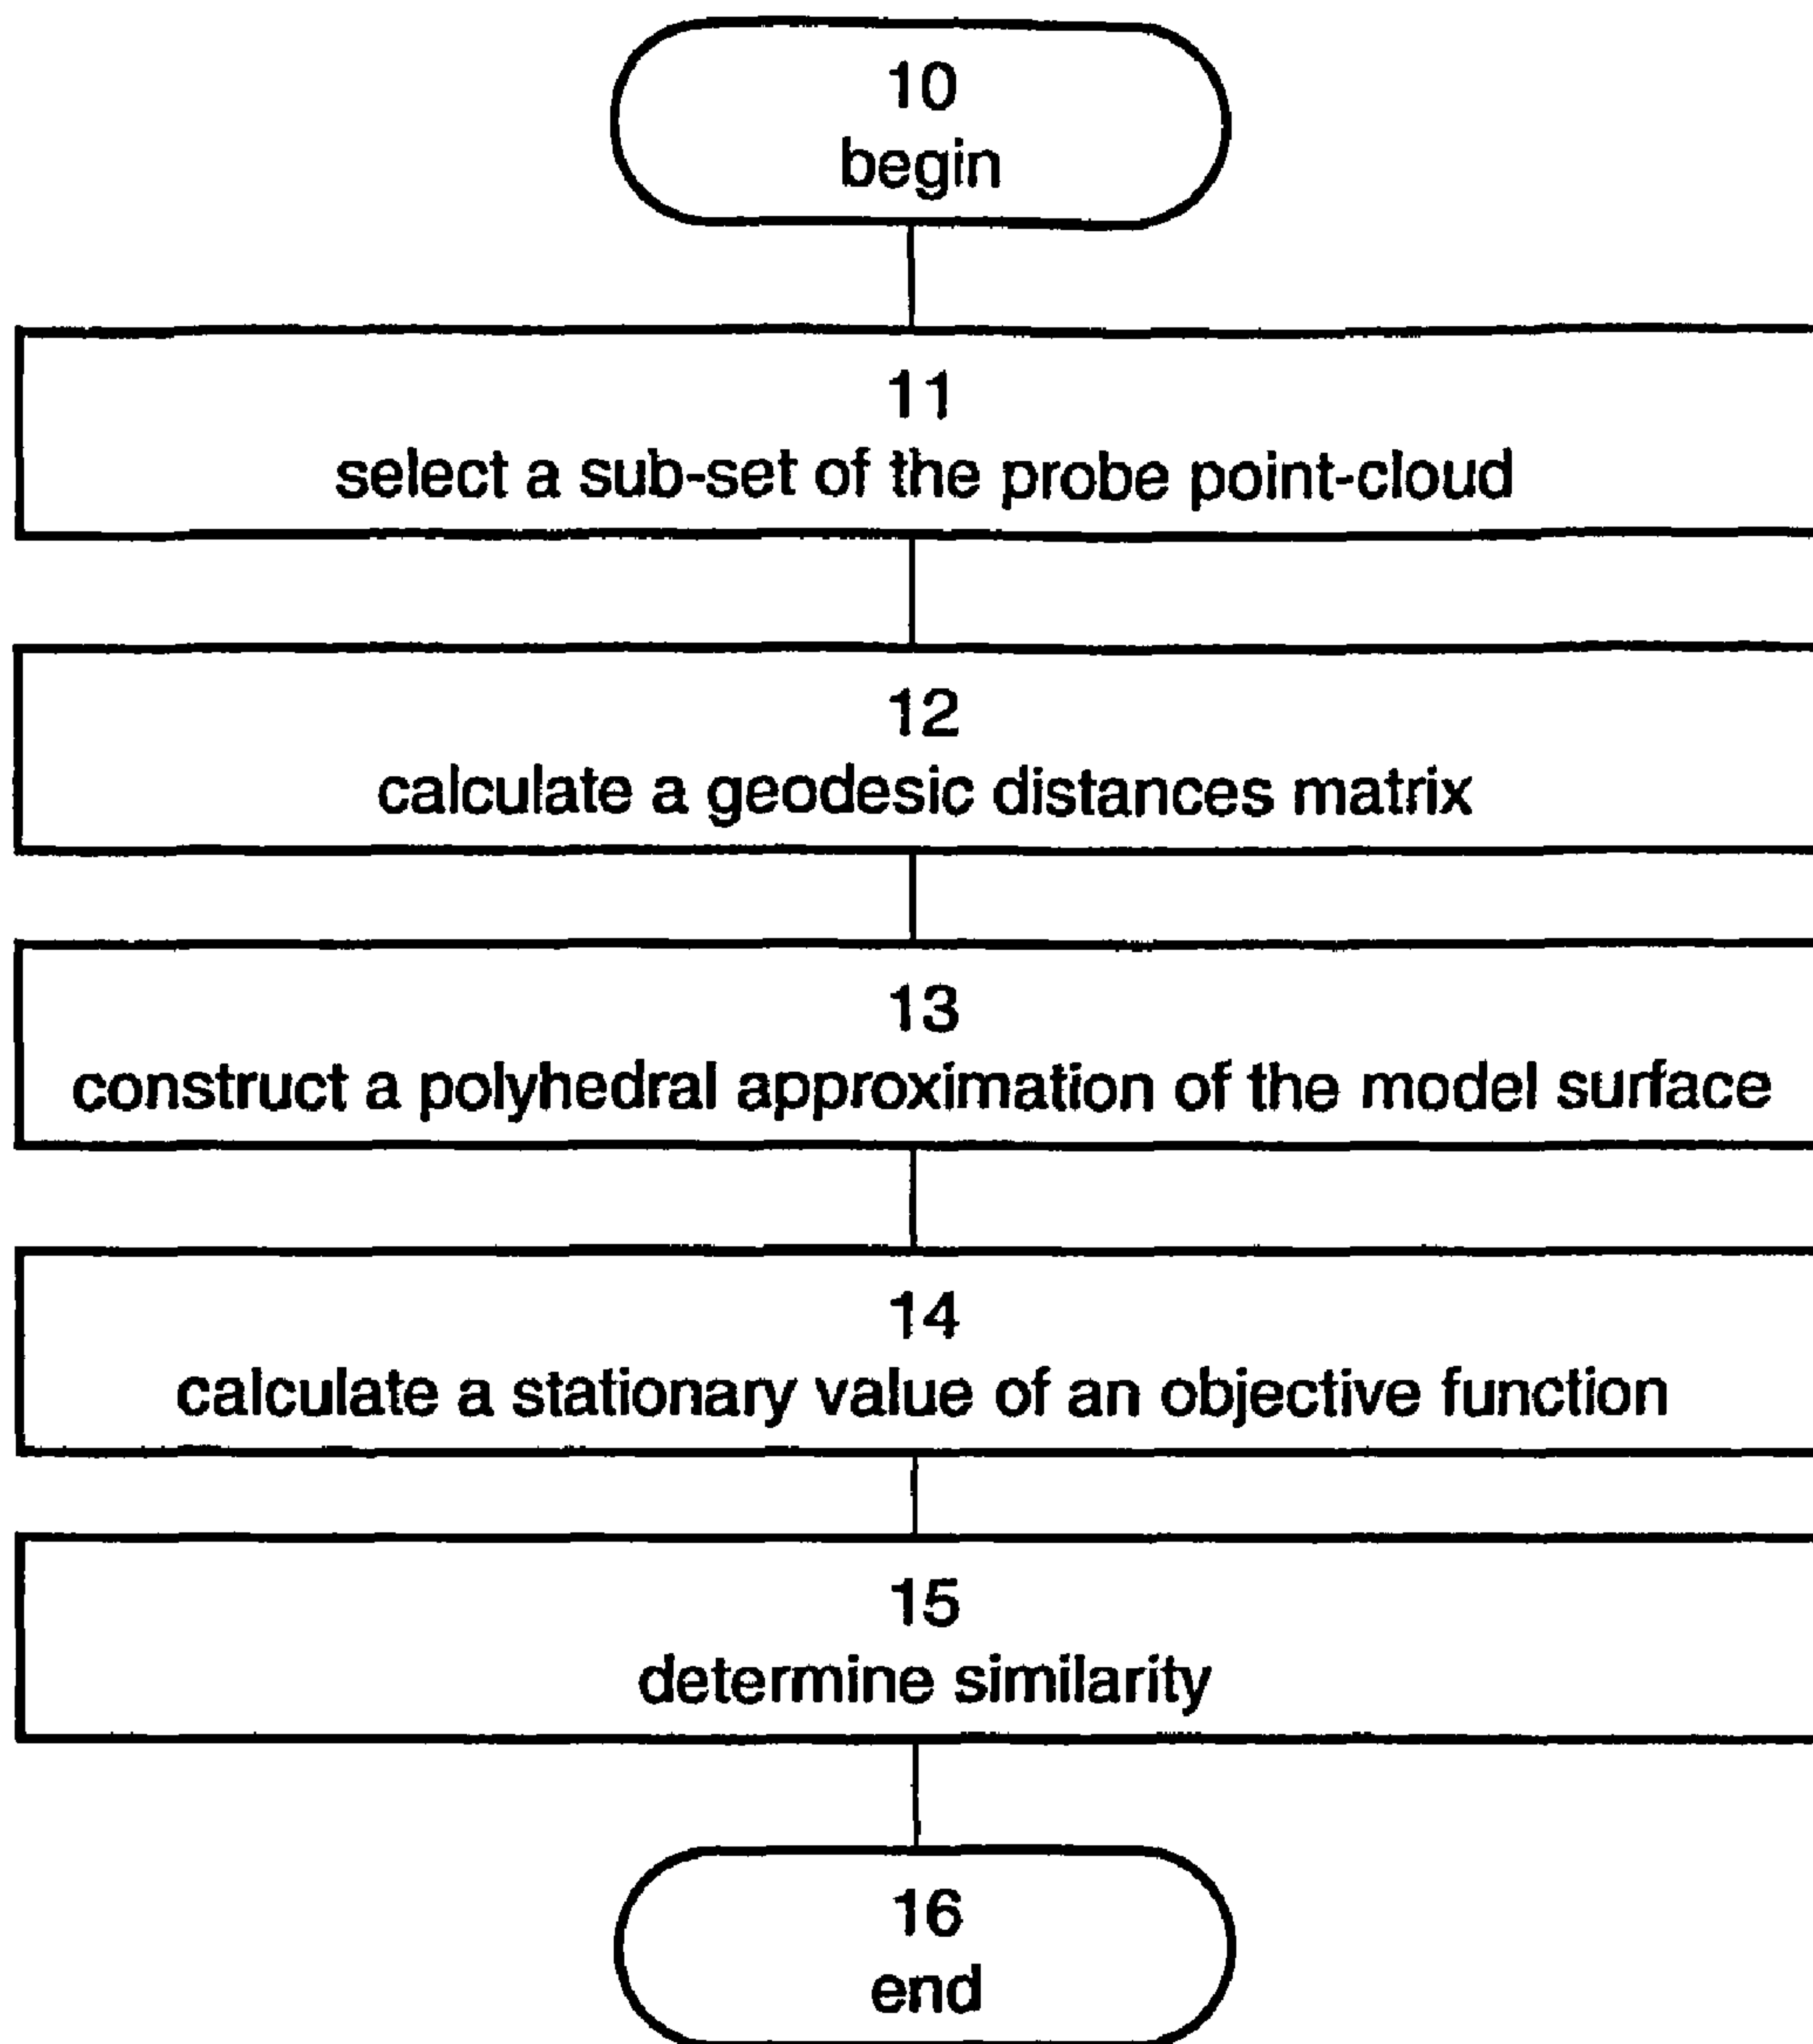 10
begin
11
select a sub-set of the probe point-cloud
12
calculate a geodesic distances matrix
13
construct a polyhedral approximation of the model surface
14
calculate a stationary value of an objective function
15
determine similarity
16
end